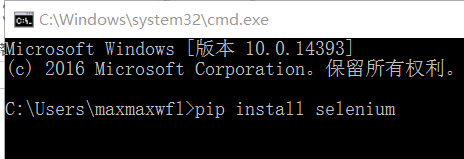 C:\Windows\system32\cmd.exe
Microsoft Windows [版本 10.0.14393]
(c) 2016 Microsoft Corporation。保留所有权利。
C:\Users\maxmaxwfl>pip install selenium